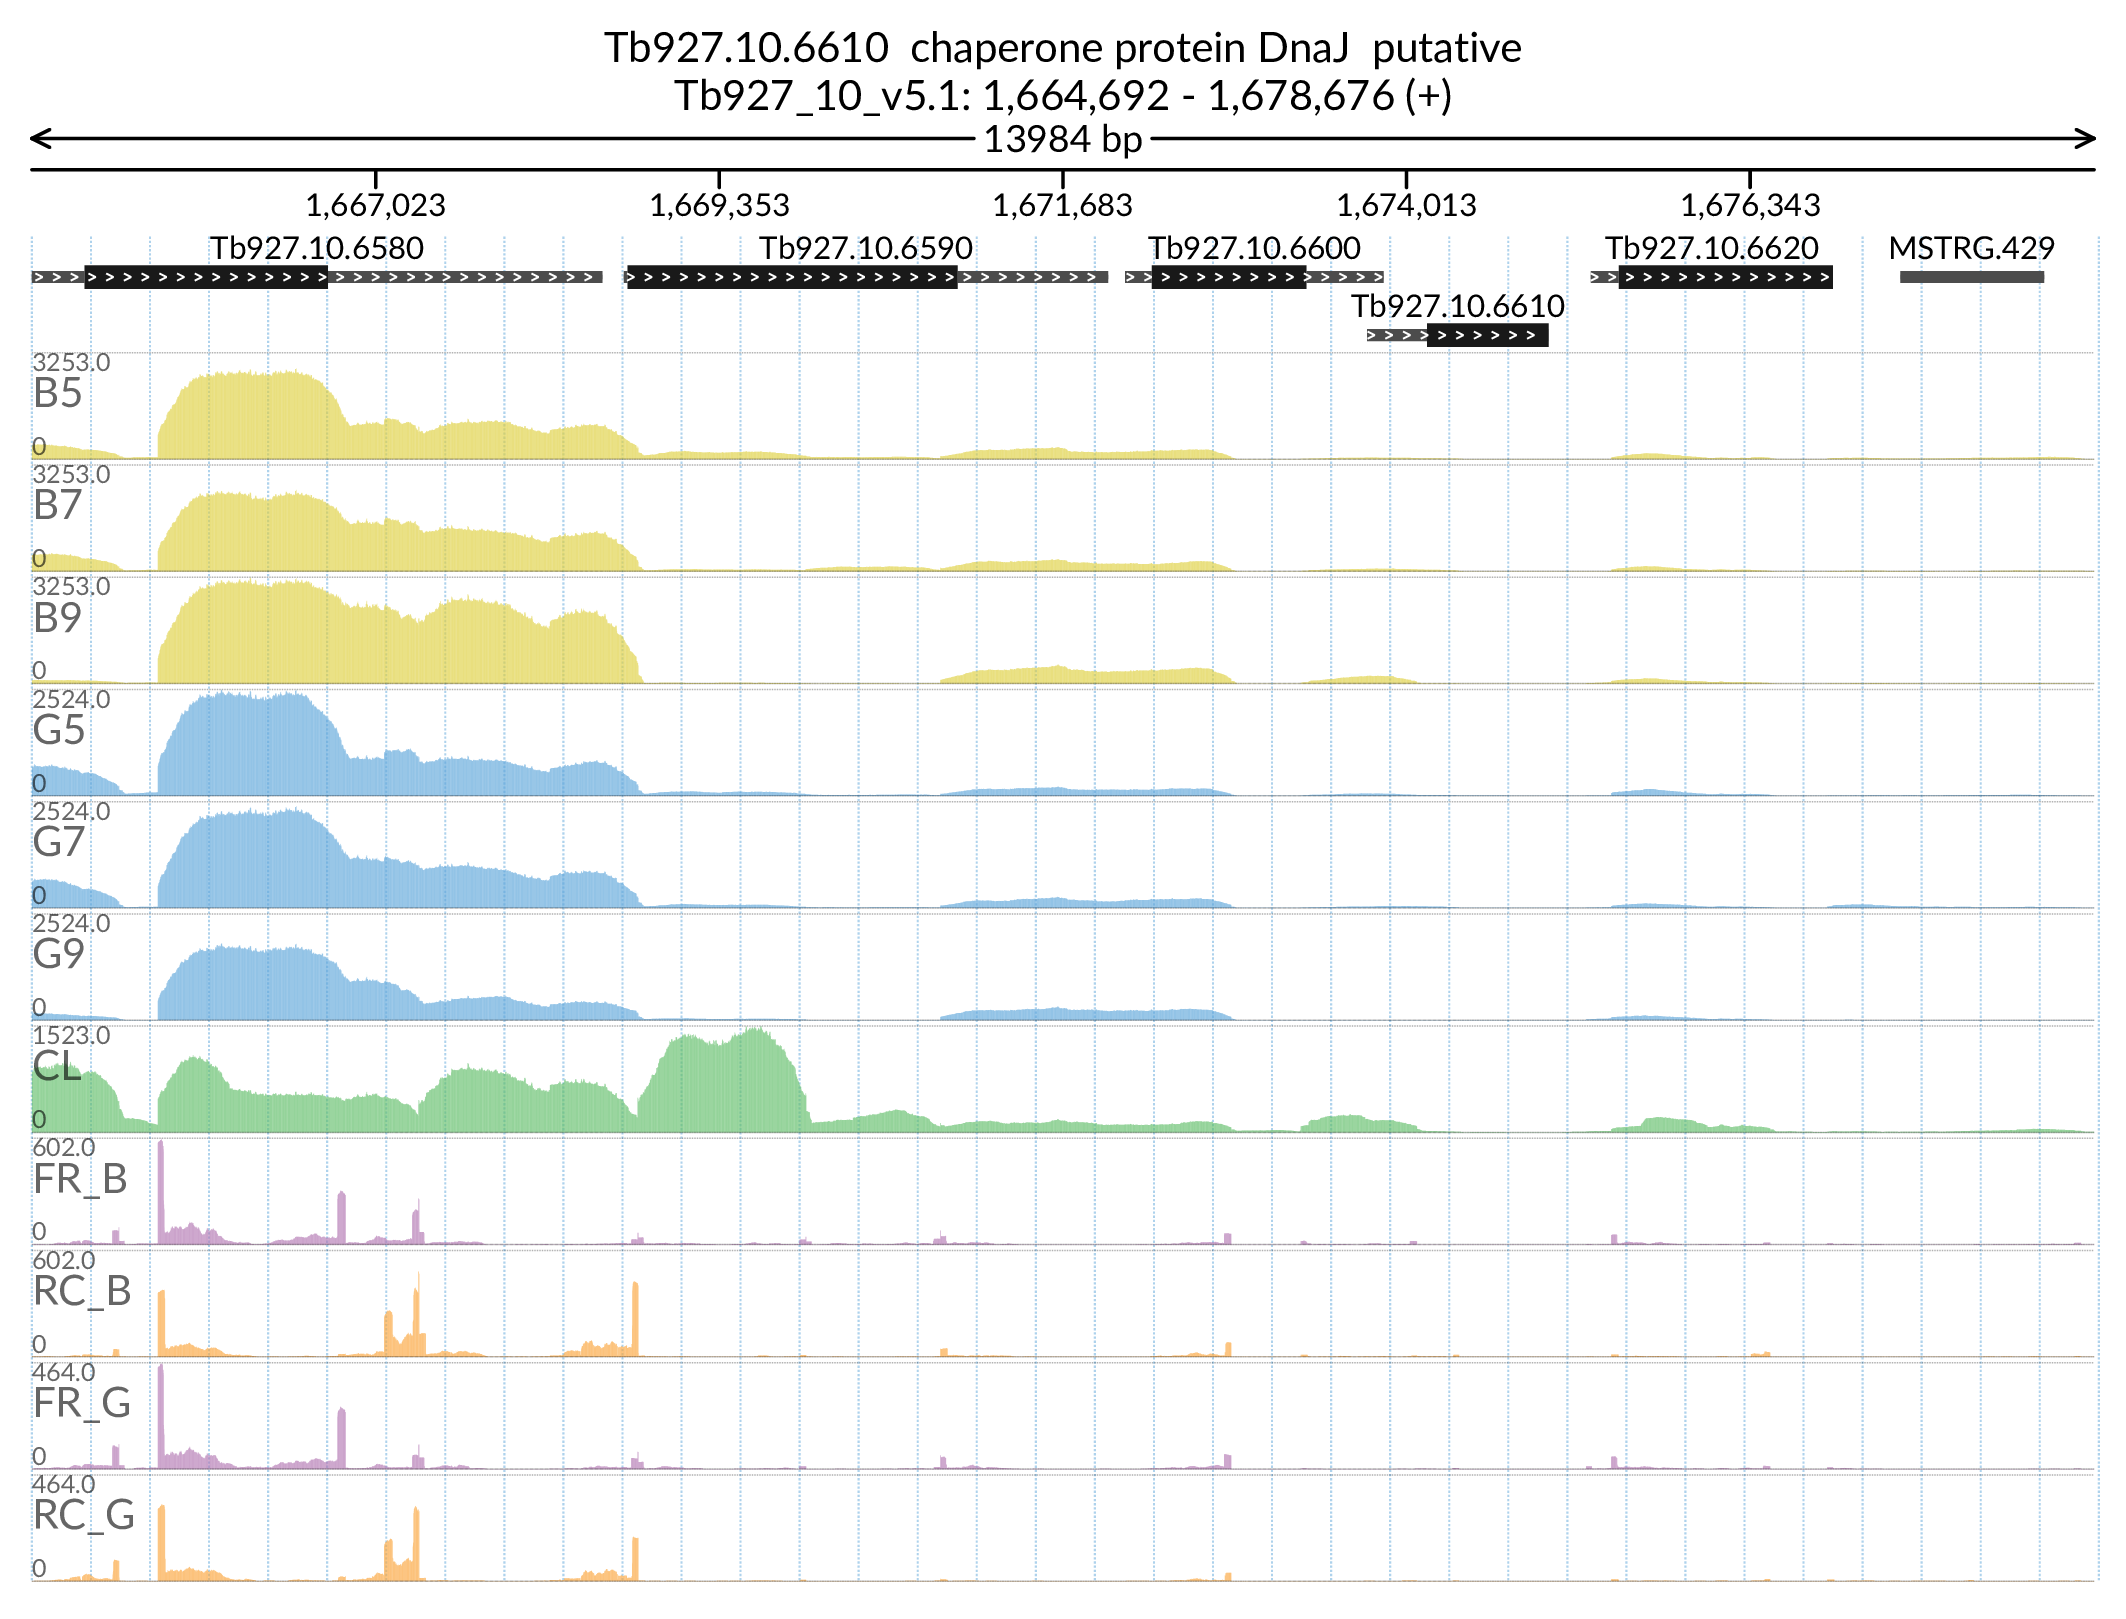 Tb927.10.6610  chaperone protein DnaJ  putative
Tb927_10_v5.1: 1,664,692 - 1,678,676 (+)
13984 bp
1,667,023 1,669,353 1,671,683 1,674,013 1,676,343
Tb927.10.6580 Tb927.10.6590 Tb927.10.6600 Tb927.10.6620 MSTRG.429
Tb927.10.6610
3253.0
B5
0
3253.0
B7
0
3253.0
B9
0
2524.0
G5
0
2524.0
G7
0
2524.0
G9
0
1523.0
CL
0
602.0
FR_B
0
602.0
RC_B
0
464.0
FR_G
0
464.0
RC_G
0